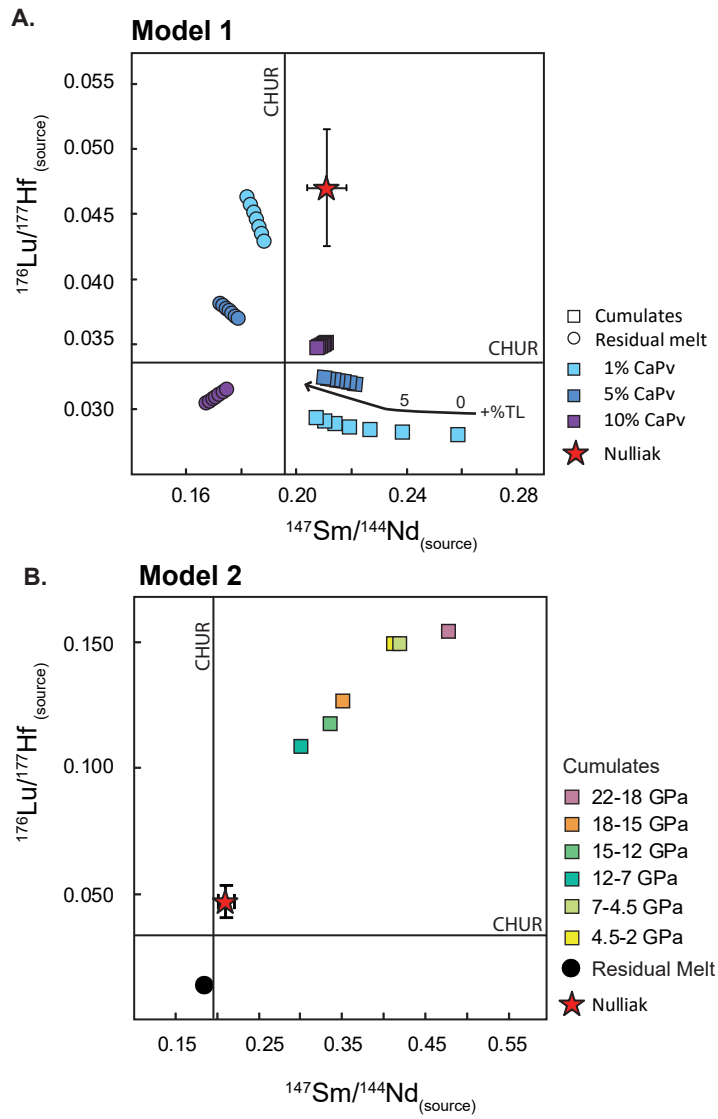 A.
Model 1
CHUR
0.055
0.050
0.045
0.040
0.035
0.030
176Lu/177Hf (source)
CHUR
5
0
+%TL
0.16
0.20
0.24
0.28
147Sm/144Nd(source)
Cumulates
Residual melt
1% CaPv
5% CaPv
10% CaPv
Nulliak
B.
Model 2
CHUR
0.150
0.100
0.050
176Lu/177Hf (source)
CHUR
0.15
0.25
0.35
0.45
0.55
147Sm/144Nd(source)
Cumulates
22-18 GPa
18-15 GPa
15-12 GPa
12-7 GPa
7-4.5 GPa
4.5-2 GPa
Residual Melt
Nulliak